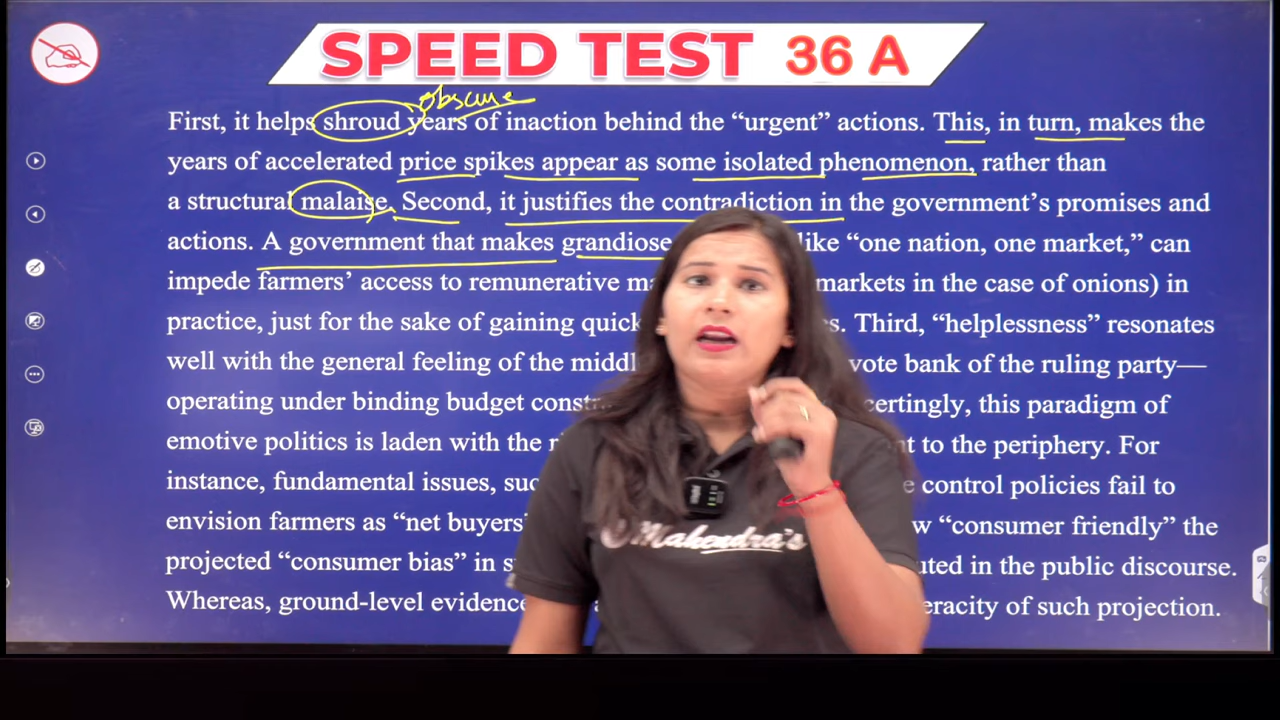 SPEED TEST 36 A
obscure
First, it helps shroud years of inaction behind the “urgent” actions. This, in turn, makes the
years of accelerated price spikes appear as some isolated phenomenon, rather than
a structural malaise. Second, it justifies the contradiction in the government’s promises and
actions. A government that makes grandiose like “one nation, one market,” can
impede farmers’ access to remunerative markets in the case of onions) in
practice, just for the sake of gaining quick Third, “helplessness” resonates
well with the general feeling of the vote bank of the ruling party—
operating under binding budget this paradigm of
emotive politics is laden with the to the periphery. For
instance, fundamental issues, control policies fail to
envision farmers as “net buyers “consumer friendly” the
projected “consumer bias” in in the public discourse.
Whereas, ground-level evidence of such projection.
Mahendra's